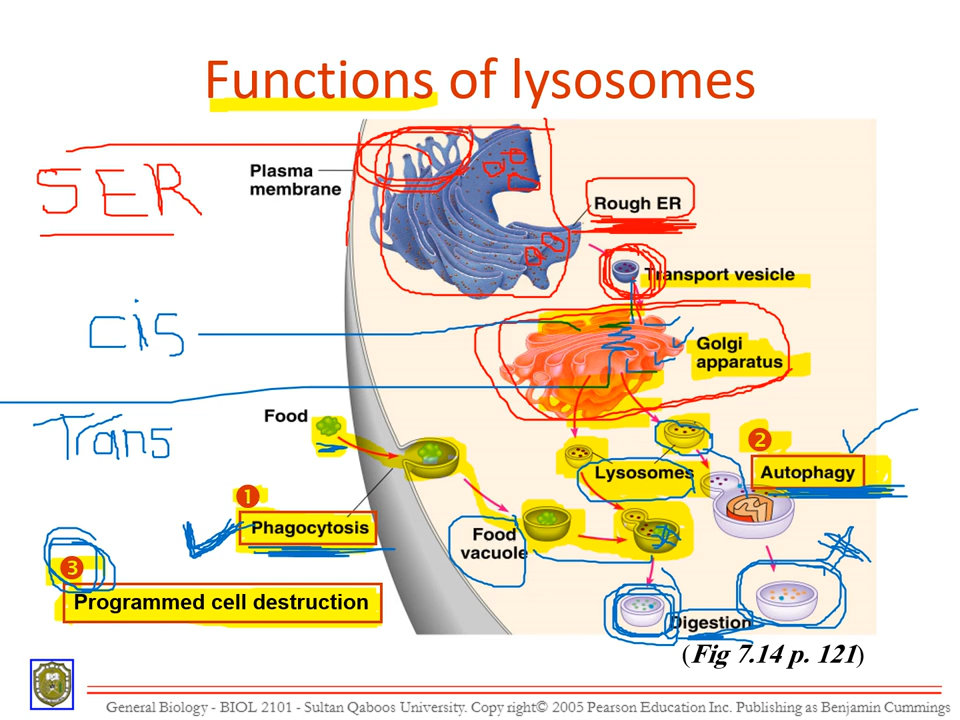 Functions of lysosomes
SER
Plasma
membrane
Rough ER
Transport vesicle
cis
Golgi
apparatus
Trans
Food
2
Lysosomes
Autophagy
1
Phagocytosis
Food
vacuole
3
Programmed cell destruction
Digestion
(Fig 7.14 p. 121)
General Biology - BIOL 2101 - Sultan Qaboos University. Copy right© 2005 Pearson Education Inc. Publishing as Benjamin Cummings